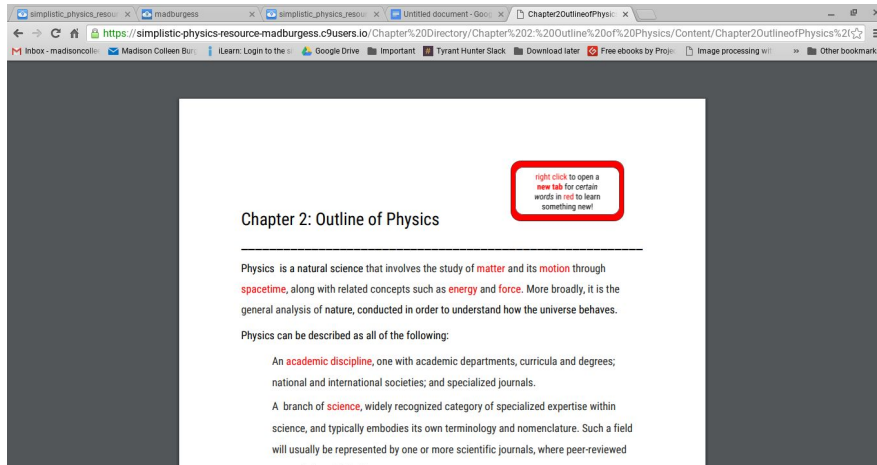 simplistic_physics_resour
madburgess
simplistic_physics_resou
Untitled document - Goog
Chapter2OutlineofPhysic
https://simplistic-physics-resource-madburgess.c9users.io/Chapter%20Directory/Chapter%202:%20Outline%20of%20Physics/Content/Chapter2OutlineofPhysics%2(
Inbox - madisoncolle
Madison Colleen Bur
iLearn: Login to the si
Google Drive
Important
Tyrant Hunter Slack
Download later
Free ebooks by Proje
Image processing wit
»
Other bookmark
right click to open a
new tab for certain
words in red to learn
something new!
Chapter 2: Outline of Physics
Physics is a natural science that involves the study of matter and its motion through
spacetime, along with related concepts such as energy and force. More broadly, it is the
general analysis of nature, conducted in order to understand how the universe behaves.
Physics can be described as all of the following:
An academic discipline, one with academic departments, curricula and degrees;
national and international societies; and specialized journals.
A branch of science, widely recognized category of specialized expertise within
science, and typically embodies its own terminology and nomenclature. Such a field
will usually be represented by one or more scientific journals, where peer-reviewed